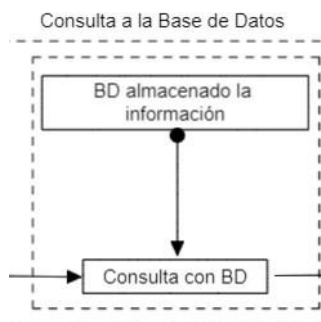 Consulta a la Base de Datos
BD almacenado la
información
Consulta con BD